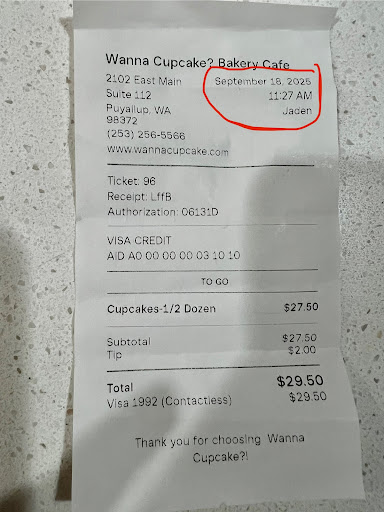 Wanna Cupcake? Bakery Cafe
2102 East Main September 18, 2025
Suite 112 11:27 AM
Puyallup, WA Jaden
98372
(253) 256-5566
www.wannacupcake.com
Ticket: 96
Receipt: LffB
Authorization: 06131D
VISA CREDIT
AID A0 00 00 00 03 10 10
TO GO
Cupcakes-1/2 Dozen $27.50
Subtotal $27.50
Tip $2.00
Total $29.50
Visa 1992 (Contactless) $29.50
Thank you for choosing Wanna
Cupcake?!